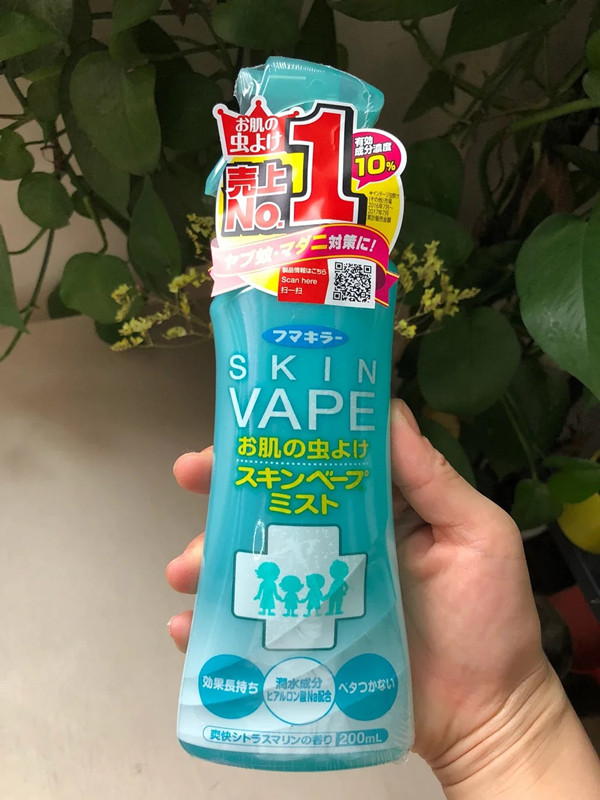 お肌の
虫よけ
売上
No.1
有効
成分濃度
10%
ヤブ蚊・マダニ対策に!
製品情報はこちら
Scan here
扫一扫
フマキラー
SKIN
VAPE
お肌の虫よけ
スキンベープ
ミスト
効果長持ち
潤水成分
ヒアルロン酸Na配合
ベタつかない
爽快シトラスマリンの香り 200mL